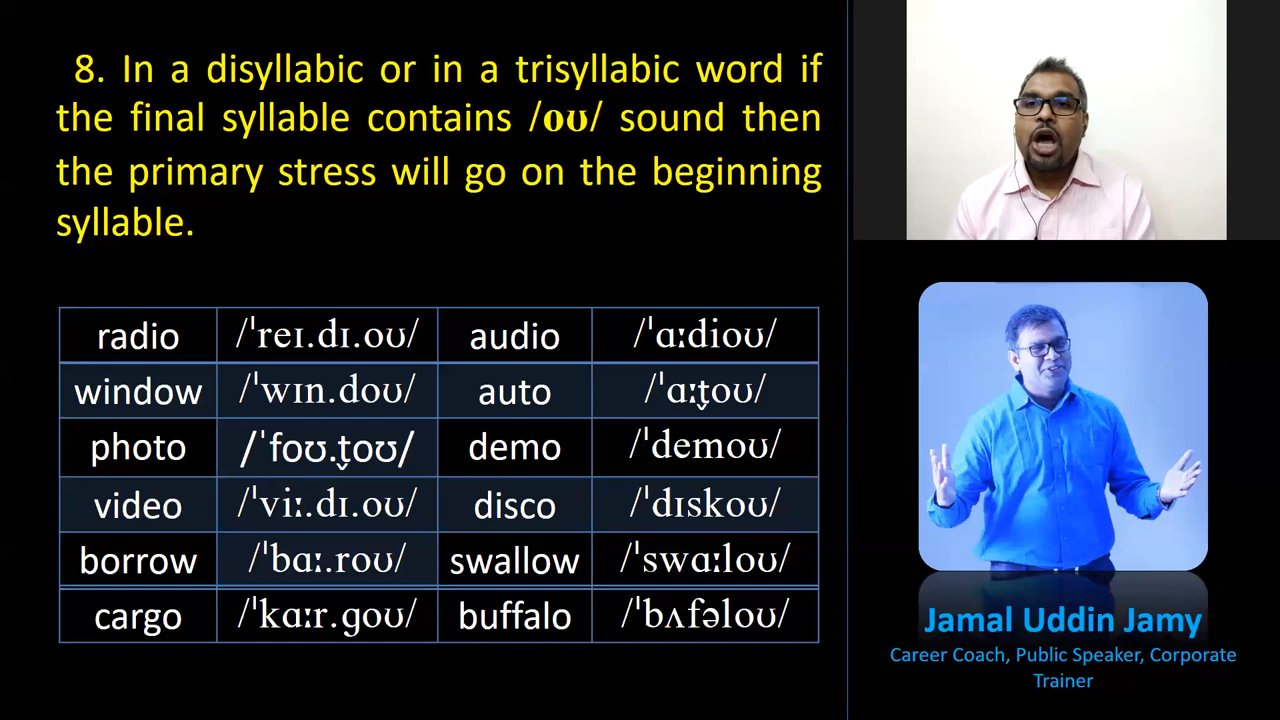 8. In a disyllabic or in a trisyllabic word if
the final syllable contains /oʊ/ sound then
the primary stress will go on the beginning
syllable.
radio /ˈreɪ.dɪ.oʊ/ audio /ˈɑːdioʊ/
window /ˈwɪn.doʊ/ auto /ˈɑːt̬oʊ/
photo /ˈfoʊ.t̬oʊ/ demo /ˈdemoʊ/
video /ˈviː.dɪ.oʊ/ disco /ˈdɪskoʊ/
borrow /ˈbɑː.roʊ/ swallow /ˈswɑːloʊ/
cargo /ˈkɑːr.ɡoʊ/ buffalo /ˈbʌfəloʊ/
Jamal Uddin Jamy
Career Coach, Public Speaker, Corporate
Trainer